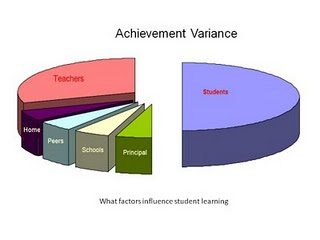 Achievement Variance
Teachers
Students
Home
Peers
Schools
Principal
What factors influence student learning